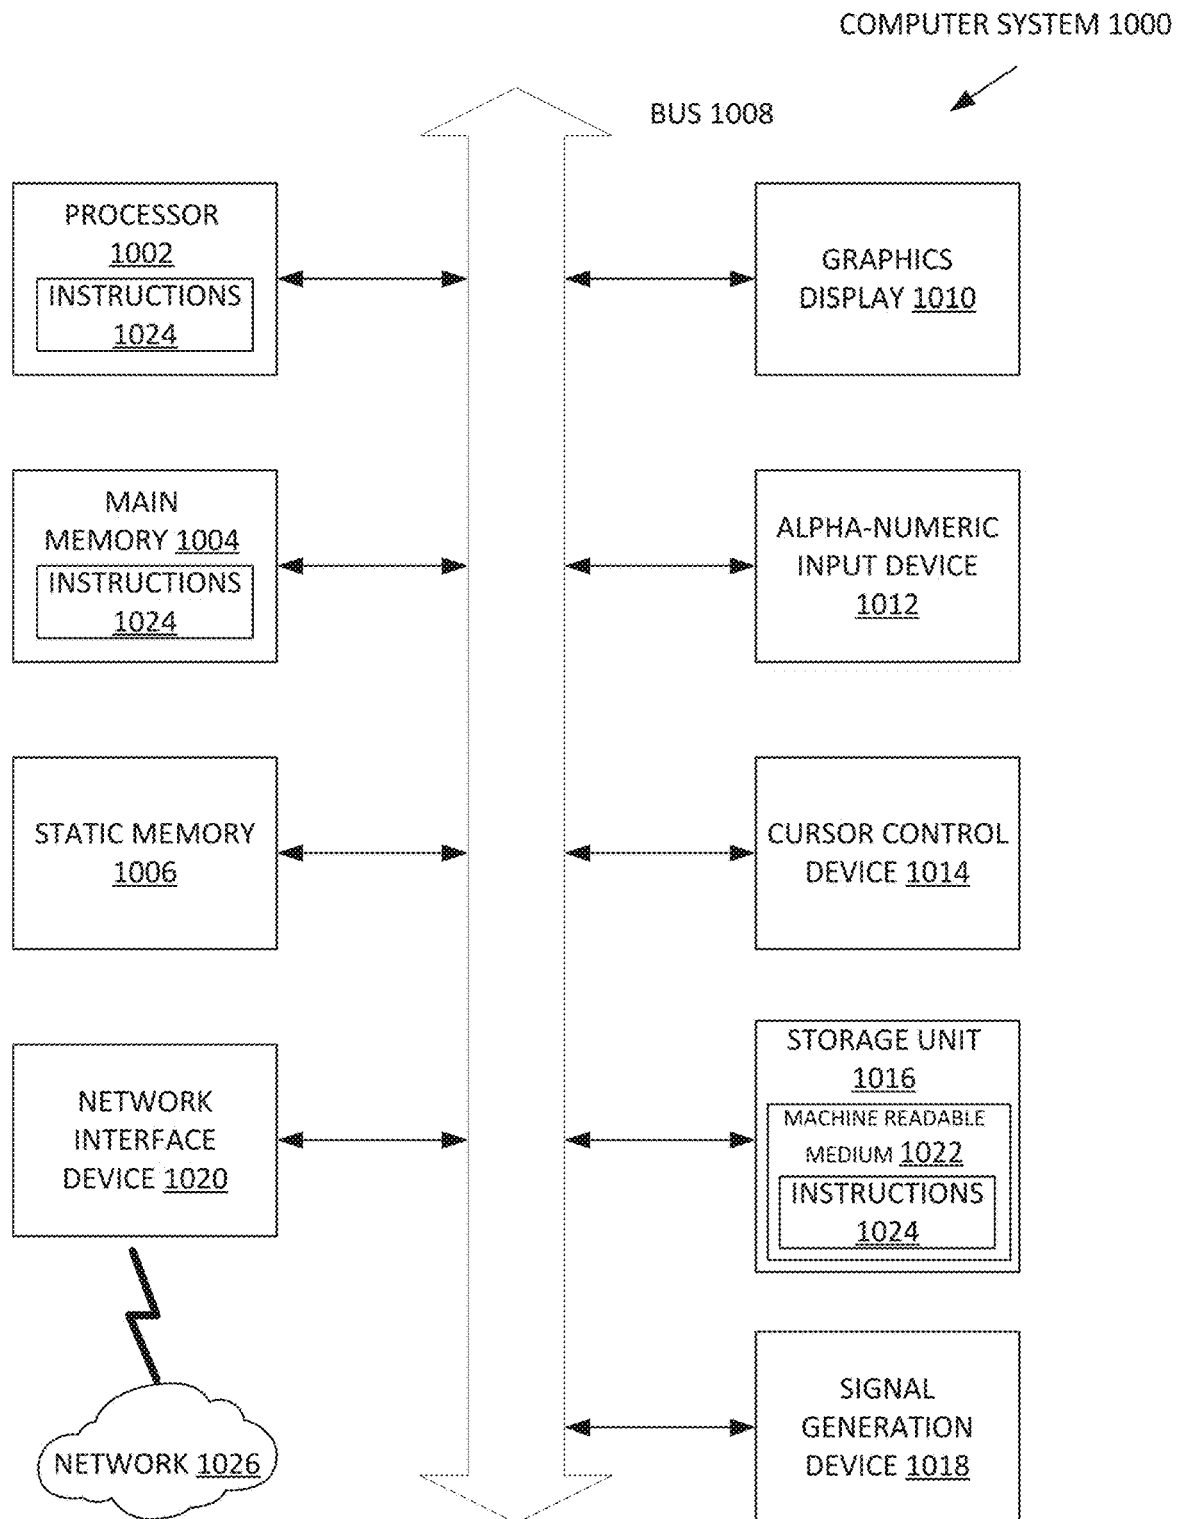 COMPUTER SYSTEM 1000
BUS 1008
PROCESSOR
1002
INSTRUCTIONS
1024
GRAPHICS
DISPLAY 1010
MAIN
MEMORY 1004
INSTRUCTIONS
1024
ALPHA-NUMERIC
INPUT DEVICE
1012
STATIC MEMORY
1006
CURSOR CONTROL
DEVICE 1014
NETWORK
INTERFACE
DEVICE 1020
STORAGE UNIT
1016
MACHINE READABLE
MEDIUM 1022
INSTRUCTIONS
1024
NETWORK 1026
SIGNAL
GENERATION
DEVICE 1018